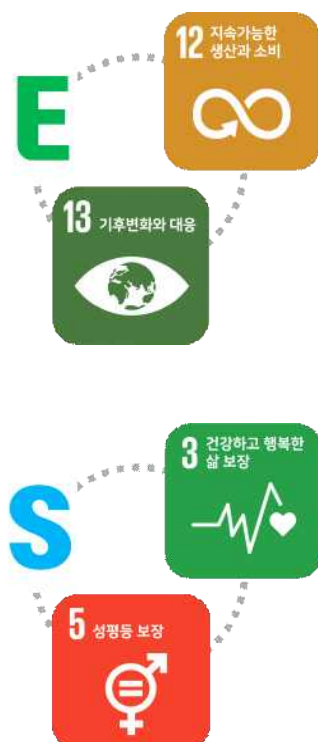 E
12 지속가능한
생산과 소비
13 기후변화와 대응
S
3 건강하고 행복한
삶 보장
5 성평등 보장